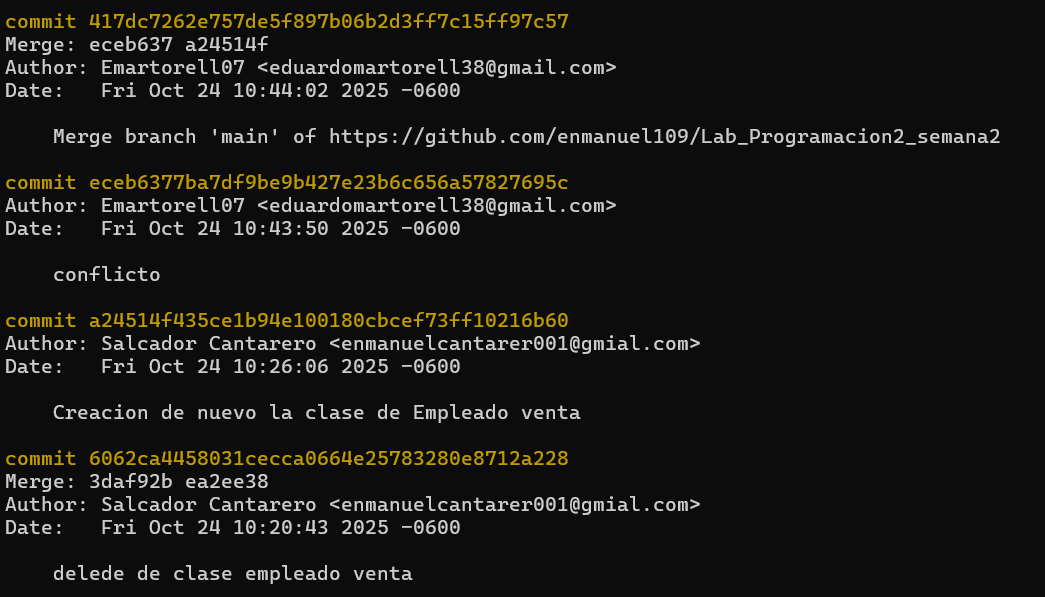 commit 417dc7262e757de5f897b06b2d3ff7c15ff97c57
Merge: eceb637 a24514f
Author: Emartorell07 <eduardomartorell38@gmail.com>
Date:   Fri Oct 24 10:44:02 2025 -0600
Merge branch 'main' of https://github.com/enmanuel109/Lab_Programacion2_semana2
commit eceb6377ba7df9be9b427e23b6c656a57827695c
Author: Emartorell07 <eduardomartorell38@gmail.com>
Date:   Fri Oct 24 10:43:50 2025 -0600
conflicto
commit a24514f435ce1b94e100180cbcef73ff10216b60
Author: Salcador Cantarero <enmanuelcantarer001@gmial.com>
Date:   Fri Oct 24 10:26:06 2025 -0600
Creacion de nuevo la clase de Empleado venta
commit 6062ca4458031cecca0664e25783280e8712a228
Merge: 3daf92b ea2ee38
Author: Salcador Cantarero <enmanuelcantarer001@gmial.com>
Date:   Fri Oct 24 10:20:43 2025 -0600
delede de clase empleado venta